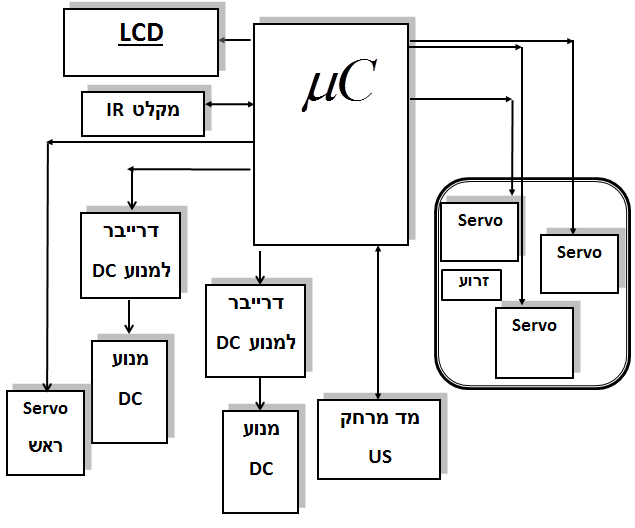 LCD
μC
מקלט IR
Servo
Servo
זרוע
Servo
דרייבר
למנוע DC
דרייבר
למנוע DC
מנוע
DC
Servo
ראש
מנוע
DC
מד מרחק
US